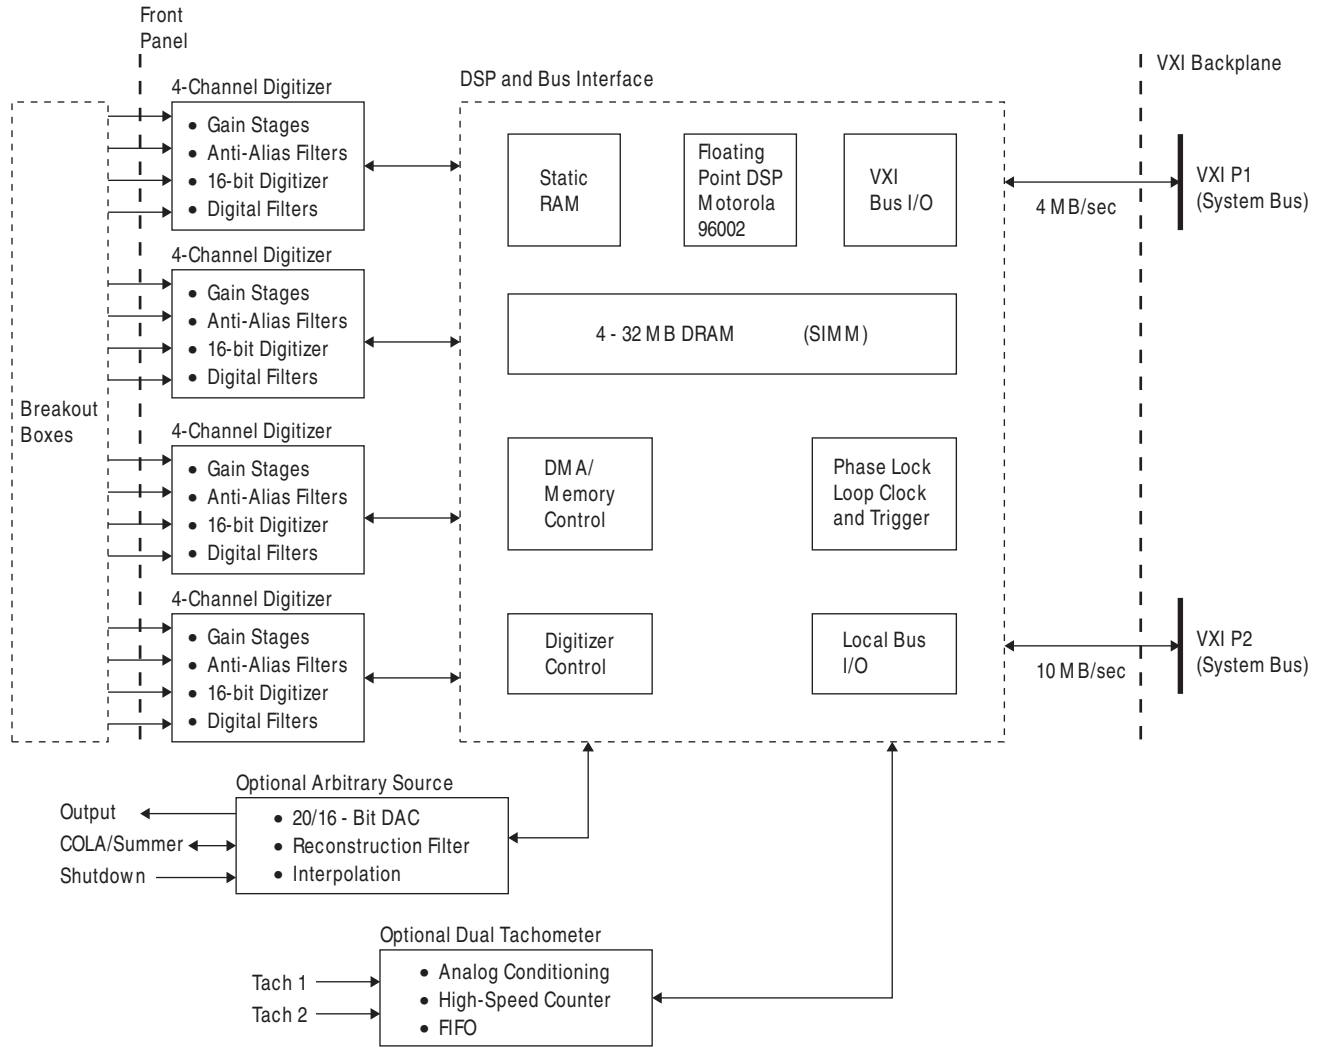 Front
Panel
VXI Backplane
4-Channel Digitizer
• Gain Stages
• Anti-Alias Filters
• 16-bit Digitizer
• Digital Filters
4-Channel Digitizer
• Gain Stages
• Anti-Alias Filters
• 16-bit Digitizer
• Digital Filters
4-Channel Digitizer
• Gain Stages
• Anti-Alias Filters
• 16-bit Digitizer
• Digital Filters
4-Channel Digitizer
• Gain Stages
• Anti-Alias Filters
• 16-bit Digitizer
• Digital Filters
Breakout
Boxes
DSP and Bus Interface
Static
RAM
Floating
Point DSP
Motorola
96002
VXI
Bus I/O
4 - 32 MB DRAM (SIMM)
DMA/
Memory
Control
Phase Lock
Loop Clock
and Trigger
Digitizer
Control
Local Bus
I/O
4 MB/sec
VXI P1
(System Bus)
10 MB/sec
VXI P2
(System Bus)
Optional Arbitrary Source
• 20/16 - Bit DAC
• Reconstruction Filter
• Interpolation
Output
COLA/Summer
Shutdown
Optional Dual Tachometer
• Analog Conditioning
• High-Speed Counter
• FIFO
Tach 1
Tach 2